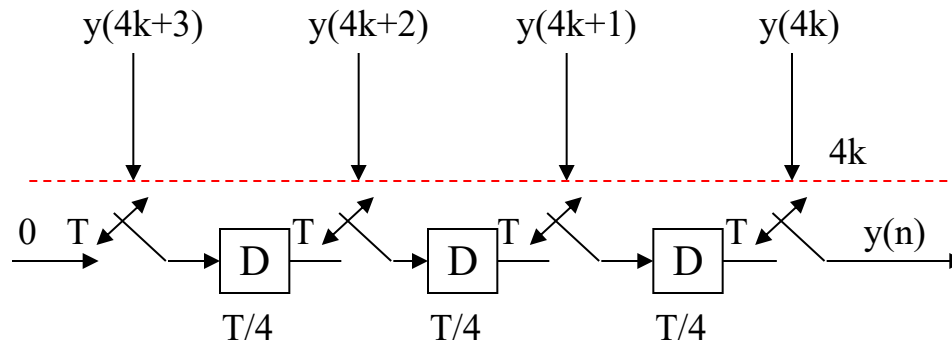 y(4k+3) y(4k+2) y(4k+1) y(4k)
4k
0 T T T T y(n)
D D D
T/4 T/4 T/4